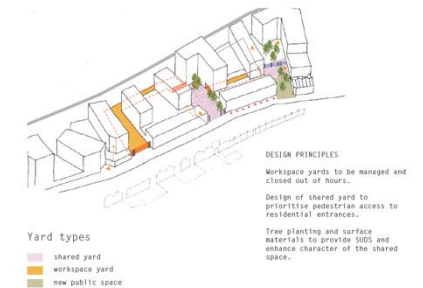 DESIGN PRINCIPLES
Workspace yards to be managed and
closed out of hours.
Design of shared yard to
prioritise pedestrian access to
residential entrances.
Tree planting and surface
materials to provide SUDS and
enhance character of the shared
space.
Yard types
shared yard
workspace yard
new public space